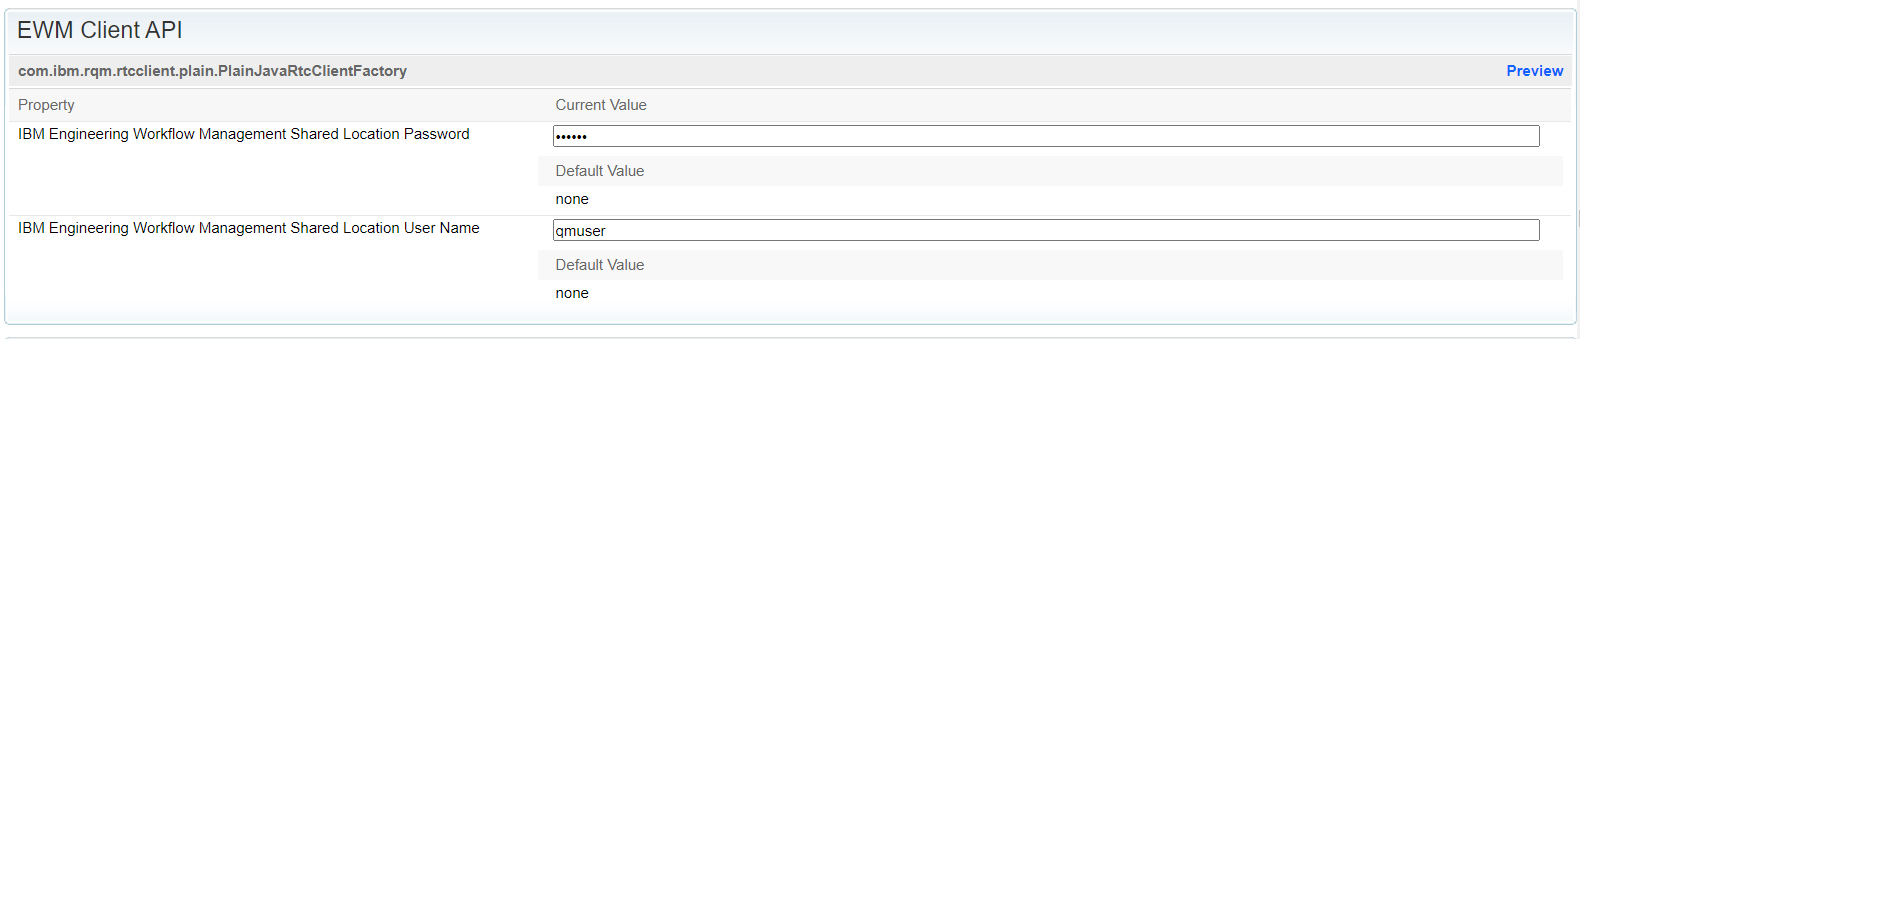 EWM Client API
com.ibm.rqm.rtcclient.plain.PlainJavaRtcClientFactory Preview
Property Current Value
IBM Engineering Workflow Management Shared Location Password ••••••
Default Value
none
IBM Engineering Workflow Management Shared Location User Name qmuser
Default Value
none